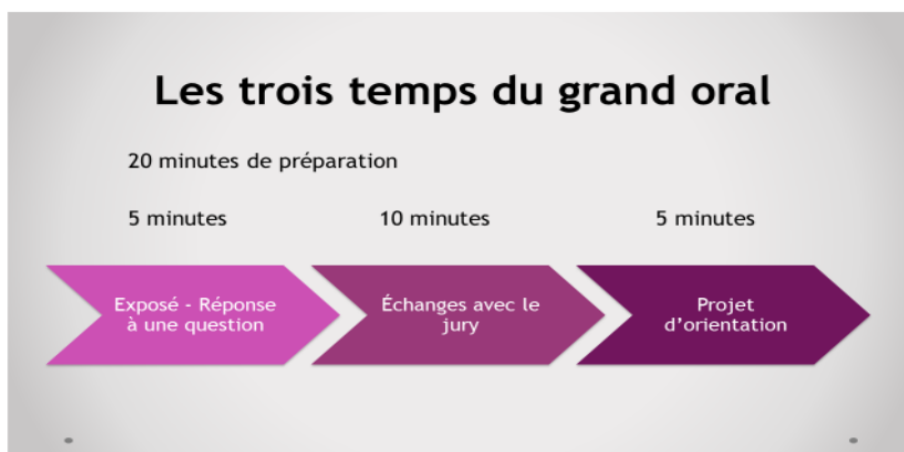 Les trois temps du grand oral
20 minutes de préparation
5 minutes
10 minutes
5 minutes
Exposé - Réponse
à une question
Échanges avec le
jury
Projet
d'orientation